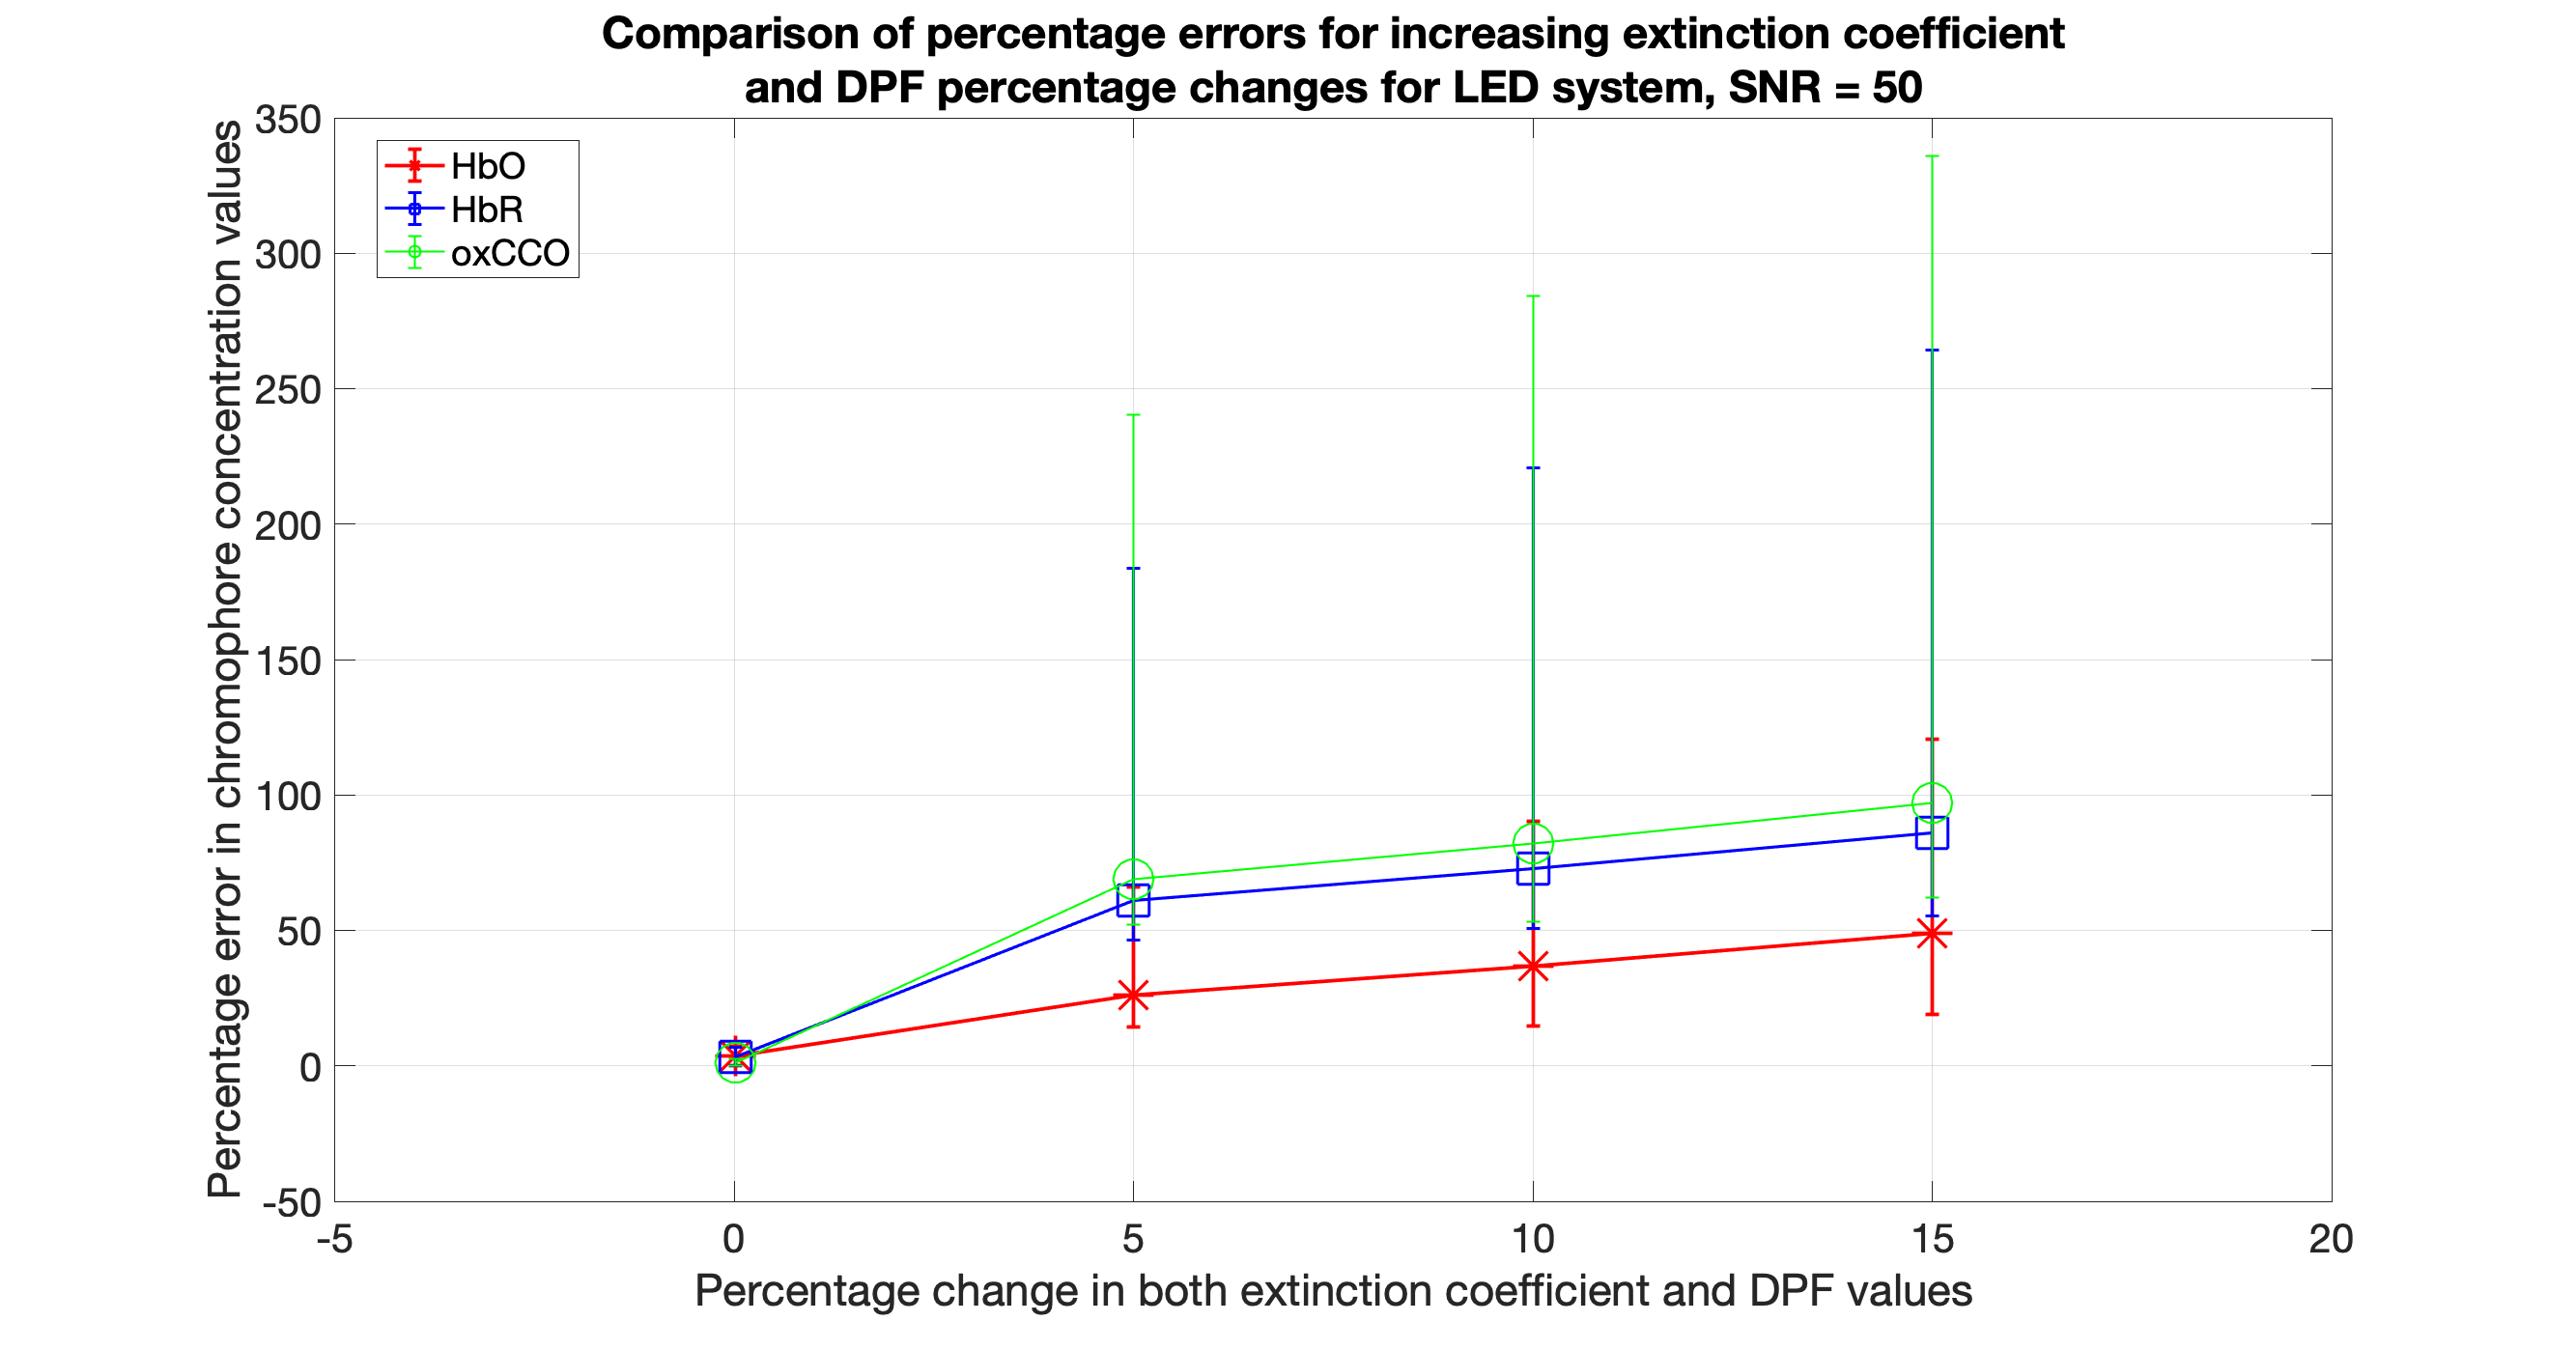 Comparison of percentage errors for increasing extinction coefficient
and DPF percentage changes for LED system, SNR = 50
Percentage error in chromophore concentration values
350
300
250
200
150
100
50
0
-50
HbO
HbR
oxCCO
-5
0
5
10
15
20
Percentage change in both extinction coefficient and DPF values